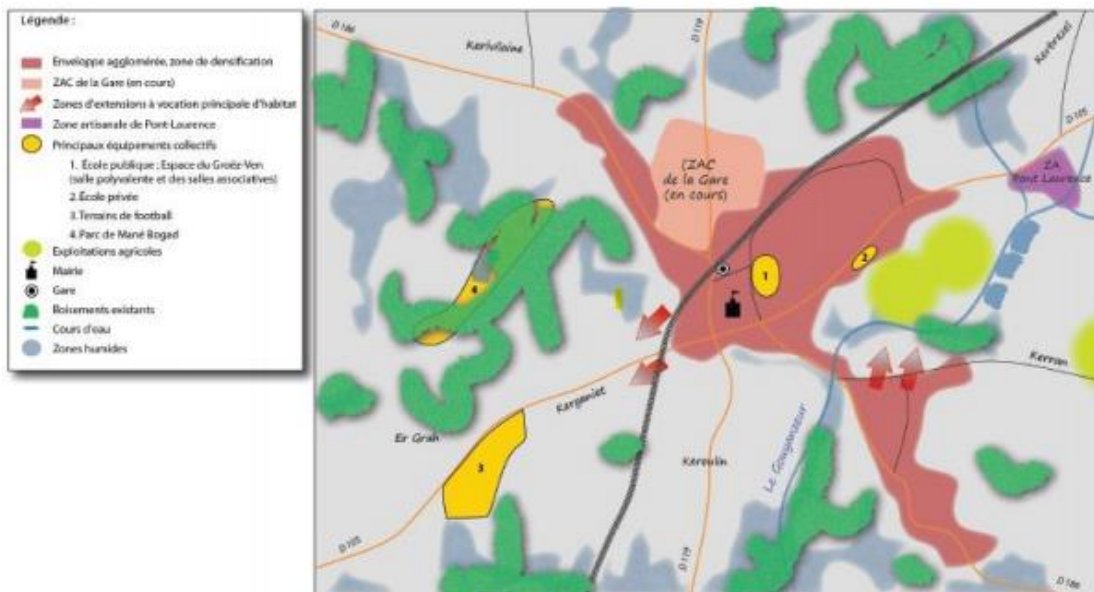 Légende :
Enveloppe agglomérée, zone de densification
ZAC de la Gare (en cours)
Zones d'extensions à vocation principale d'habitat
Zone artisanale de Pont-Laurence
Principaux équipements collectifs
1. École publique ; Espace du Groëz-Ven
(salle polyvalente et des salles associatives)
2. École privée
3. Terrains de football
4. Parc de Mané Bogad
Exploitations agricoles
Mairie
Gare
Boisements existants
Cours d'eau
Zones humides
D 186
Kerivilaine
D 119
Kerbrezel
D 105
ZA
Pont Laurence
(ZAC
de la Gare
(en cours)
1
2
4
Kerran
Kerganiet
Er Grah
3
Keroulin
Le Gouyanzeur
D 105
D 119
D 186